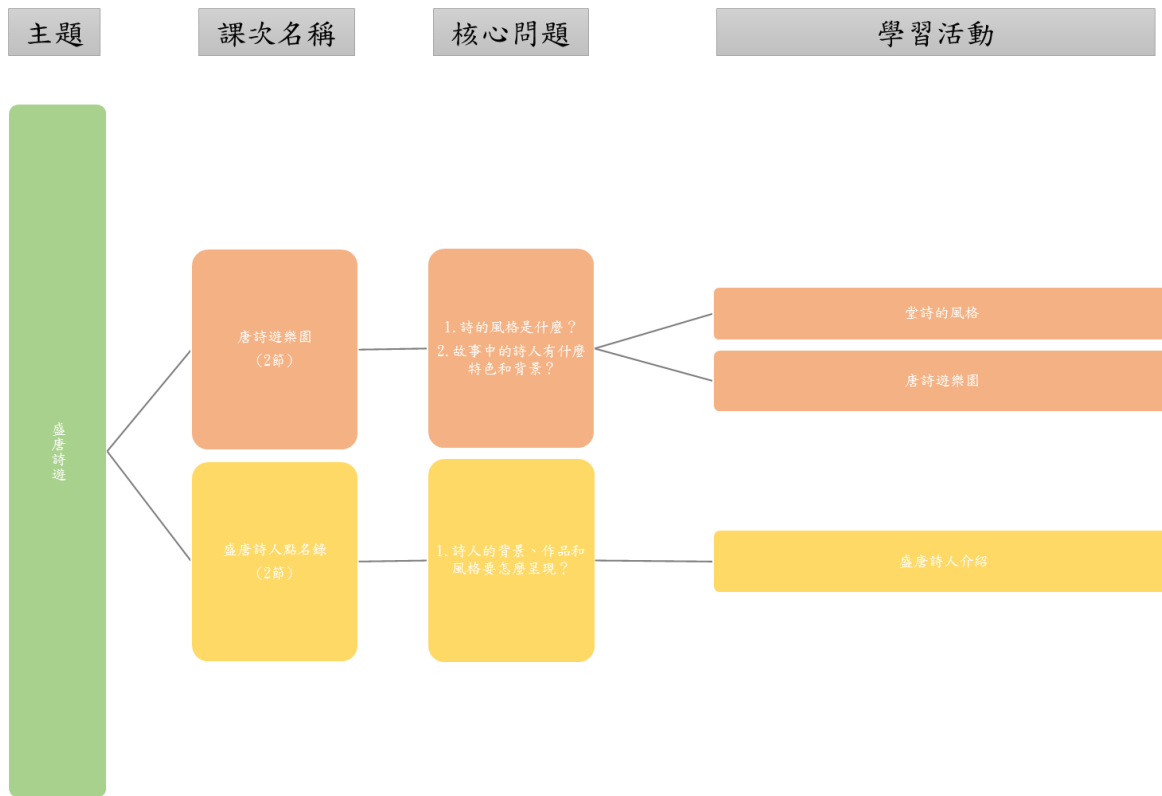 主題
課次名稱
核心問題
學習活動
盛唐詩遊
唐詩遊樂園
(2節)
1.詩的風格是什麼？
2.故事中的詩人有什麼
特色和背景？
堂詩的風格
唐詩遊樂園
盛唐詩人點名錄
(2節)
1.詩人的背景、作品和
風格要怎麼呈現？
盛唐詩人介紹